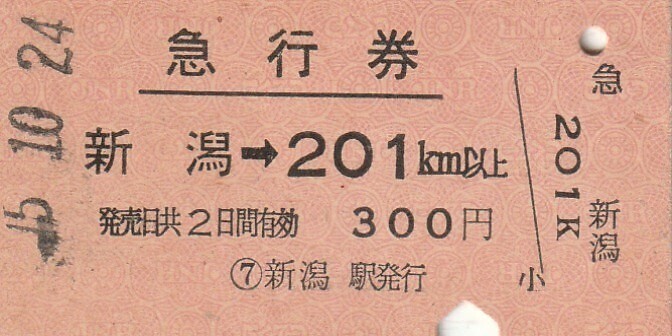 急行券
新潟➡201km以上
発売日共2日間有効 300円
⑦新潟 駅発行
小
急
201K
新潟
10 24